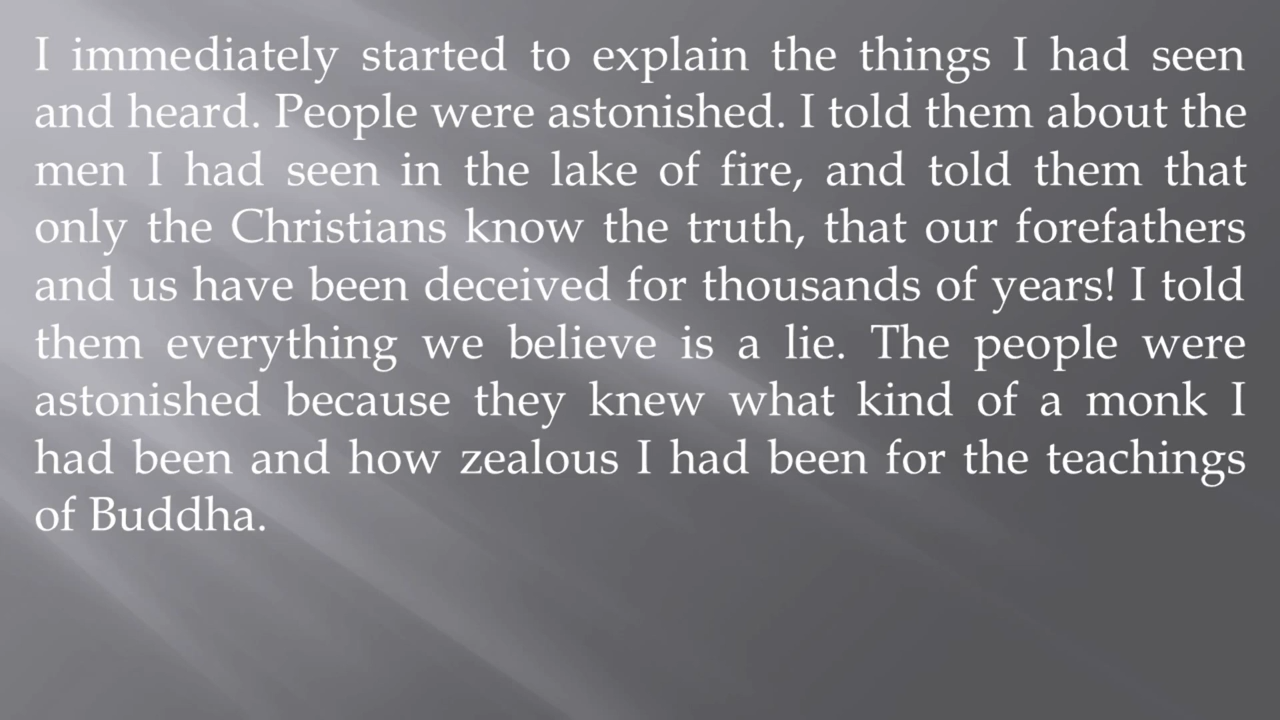 I immediately started to explain the things I had seen
and heard. People were astonished. I told them about the
men I had seen in the lake of fire, and told them that
only the Christians know the truth, that our forefathers
and us have been deceived for thousands of years! I told
them everything we believe is a lie. The people were
astonished because they knew what kind of a monk I
had been and how zealous I had been for the teachings
of Buddha.